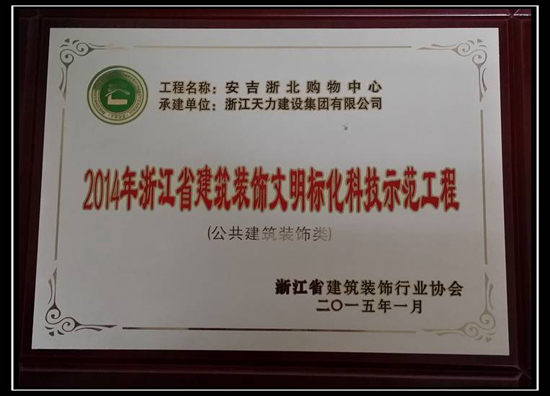 工程名称：安吉浙北购物中心
承建单位：浙江天力建设集团有限公司
2014年浙江省建筑装饰文明标化科技示范工程
(公共建筑装饰类)
浙江省建筑装饰行业协会
二〇一五年一月